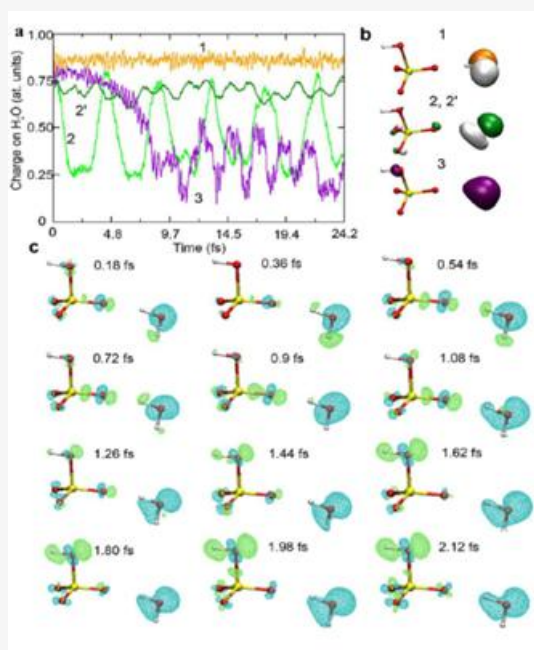 a
b
c
1.00
0.75
0.50
0.25
0
Charge on H₂O (at. units)
0
4.8
9.7
14.5
19.4
24.2
Time (fs)
1
2'
2
3
1
2, 2'
3
0.18 fs
0.36 fs
0.54 fs
0.72 fs
0.9 fs
1.08 fs
1.26 fs
1.44 fs
1.62 fs
1.80 fs
1.98 fs
2.12 fs